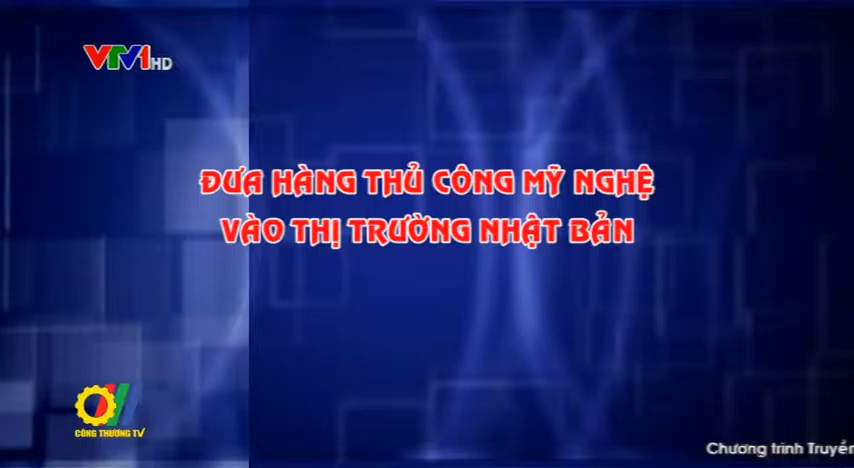 VTV1HD
ĐƯA HÀNG THỦ CÔNG MỸ NGHỆ
VÀO THỊ TRƯỜNG NHẬT BẢN
CÔNG THƯƠNG TV
Chương trình Truyền